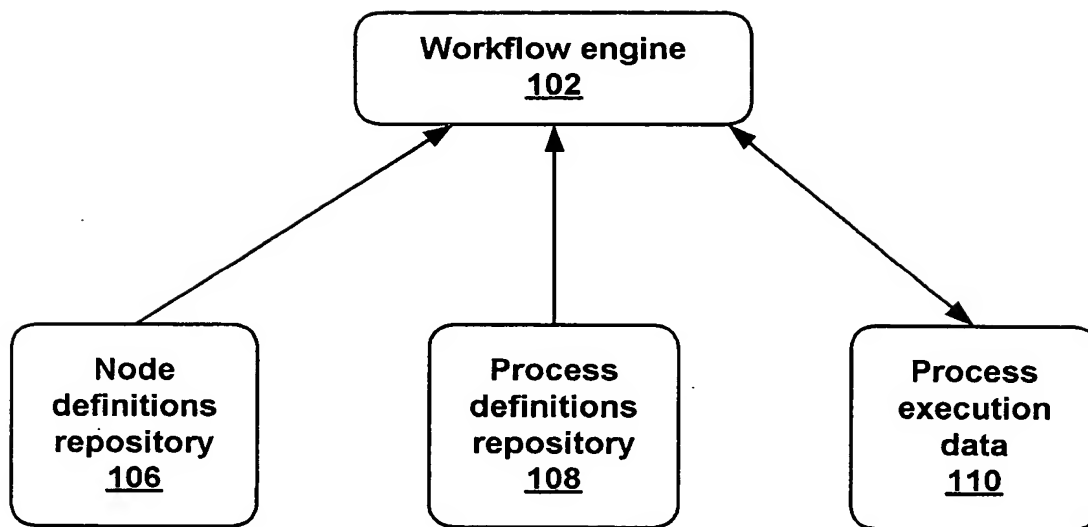 Workflow engine
102
Node
definitions
repository
106
Process
definitions
repository
108
Process
execution
data
110